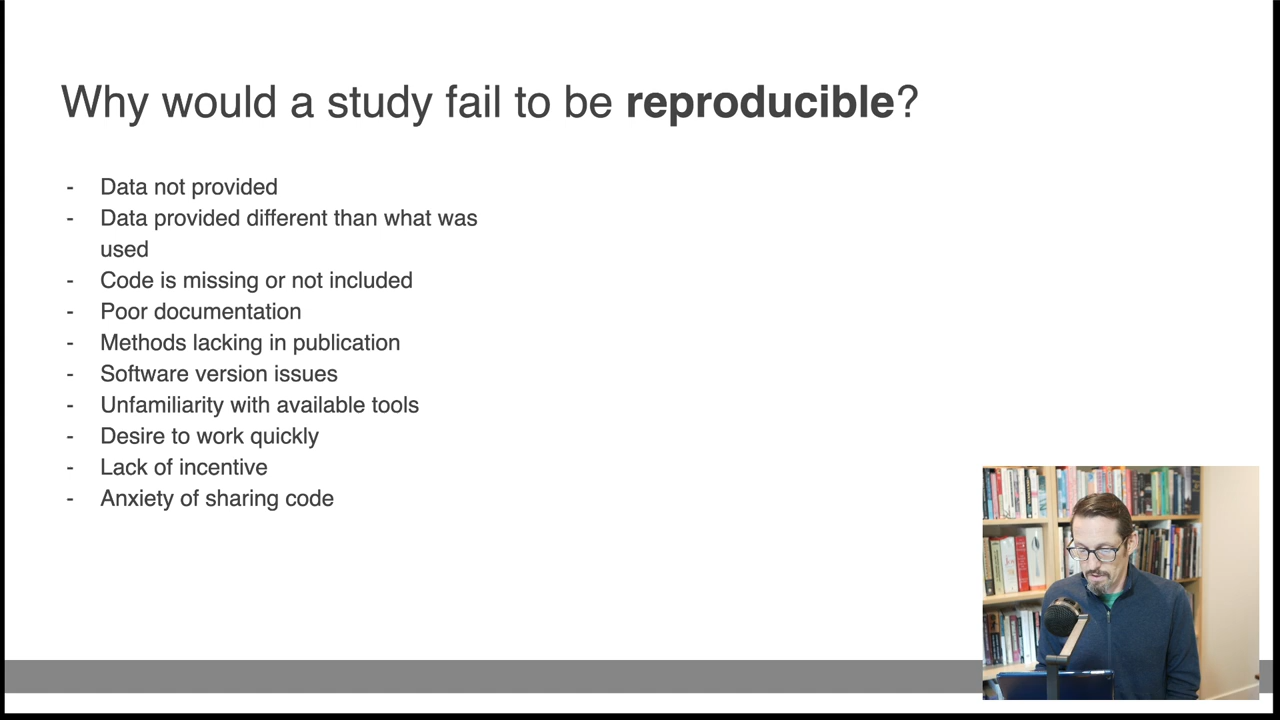 Why would a study fail to be reproducible?
- Data not provided
- Data provided different than what was
used
- Code is missing or not included
- Poor documentation
- Methods lacking in publication
- Software version issues
- Unfamiliarity with available tools
- Desire to work quickly
- Lack of incentive
- Anxiety of sharing code